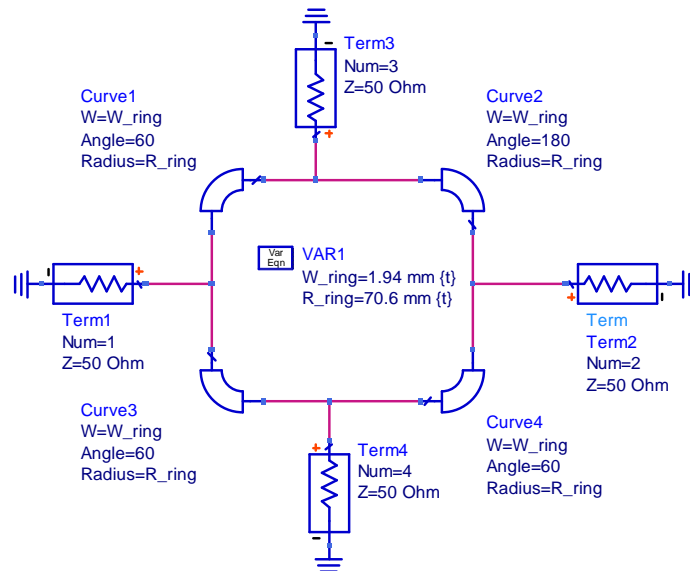 Term3
Num=3
Z=50 Ohm
Curve1
W=W_ring
Angle=60
Radius=R_ring
Curve2
W=W_ring
Angle=180
Radius=R_ring
Var
Eqn
VAR1
W_ring=1.94 mm {t}
R_ring=70.6 mm {t}
Term1
Num=1
Z=50 Ohm
Term
Term2
Num=2
Z=50 Ohm
Curve3
W=W_ring
Angle=60
Radius=R_ring
Term4
Num=4
Z=50 Ohm
Curve4
W=W_ring
Angle=60
Radius=R_ring